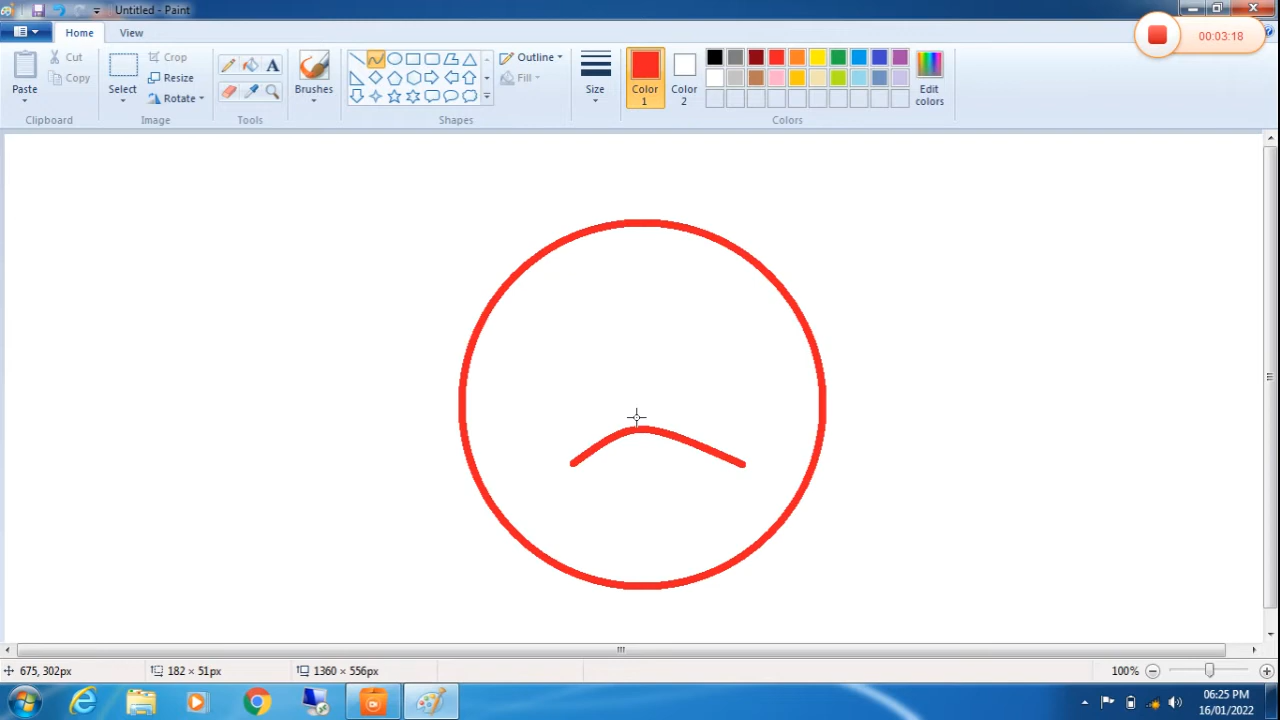 Untitled - Paint
Home View
00:03:18
Paste
Cut
Copy
Clipboard
Select
Crop
Resize
Rotate
Image
A
Tools
Brushes
Outline
Fill
Shapes
Size
Color
1
Color
2
Edit
colors
Colors
675, 302px
182 × 51px
1360 × 556px
100%
06:25 PM
16/01/2022